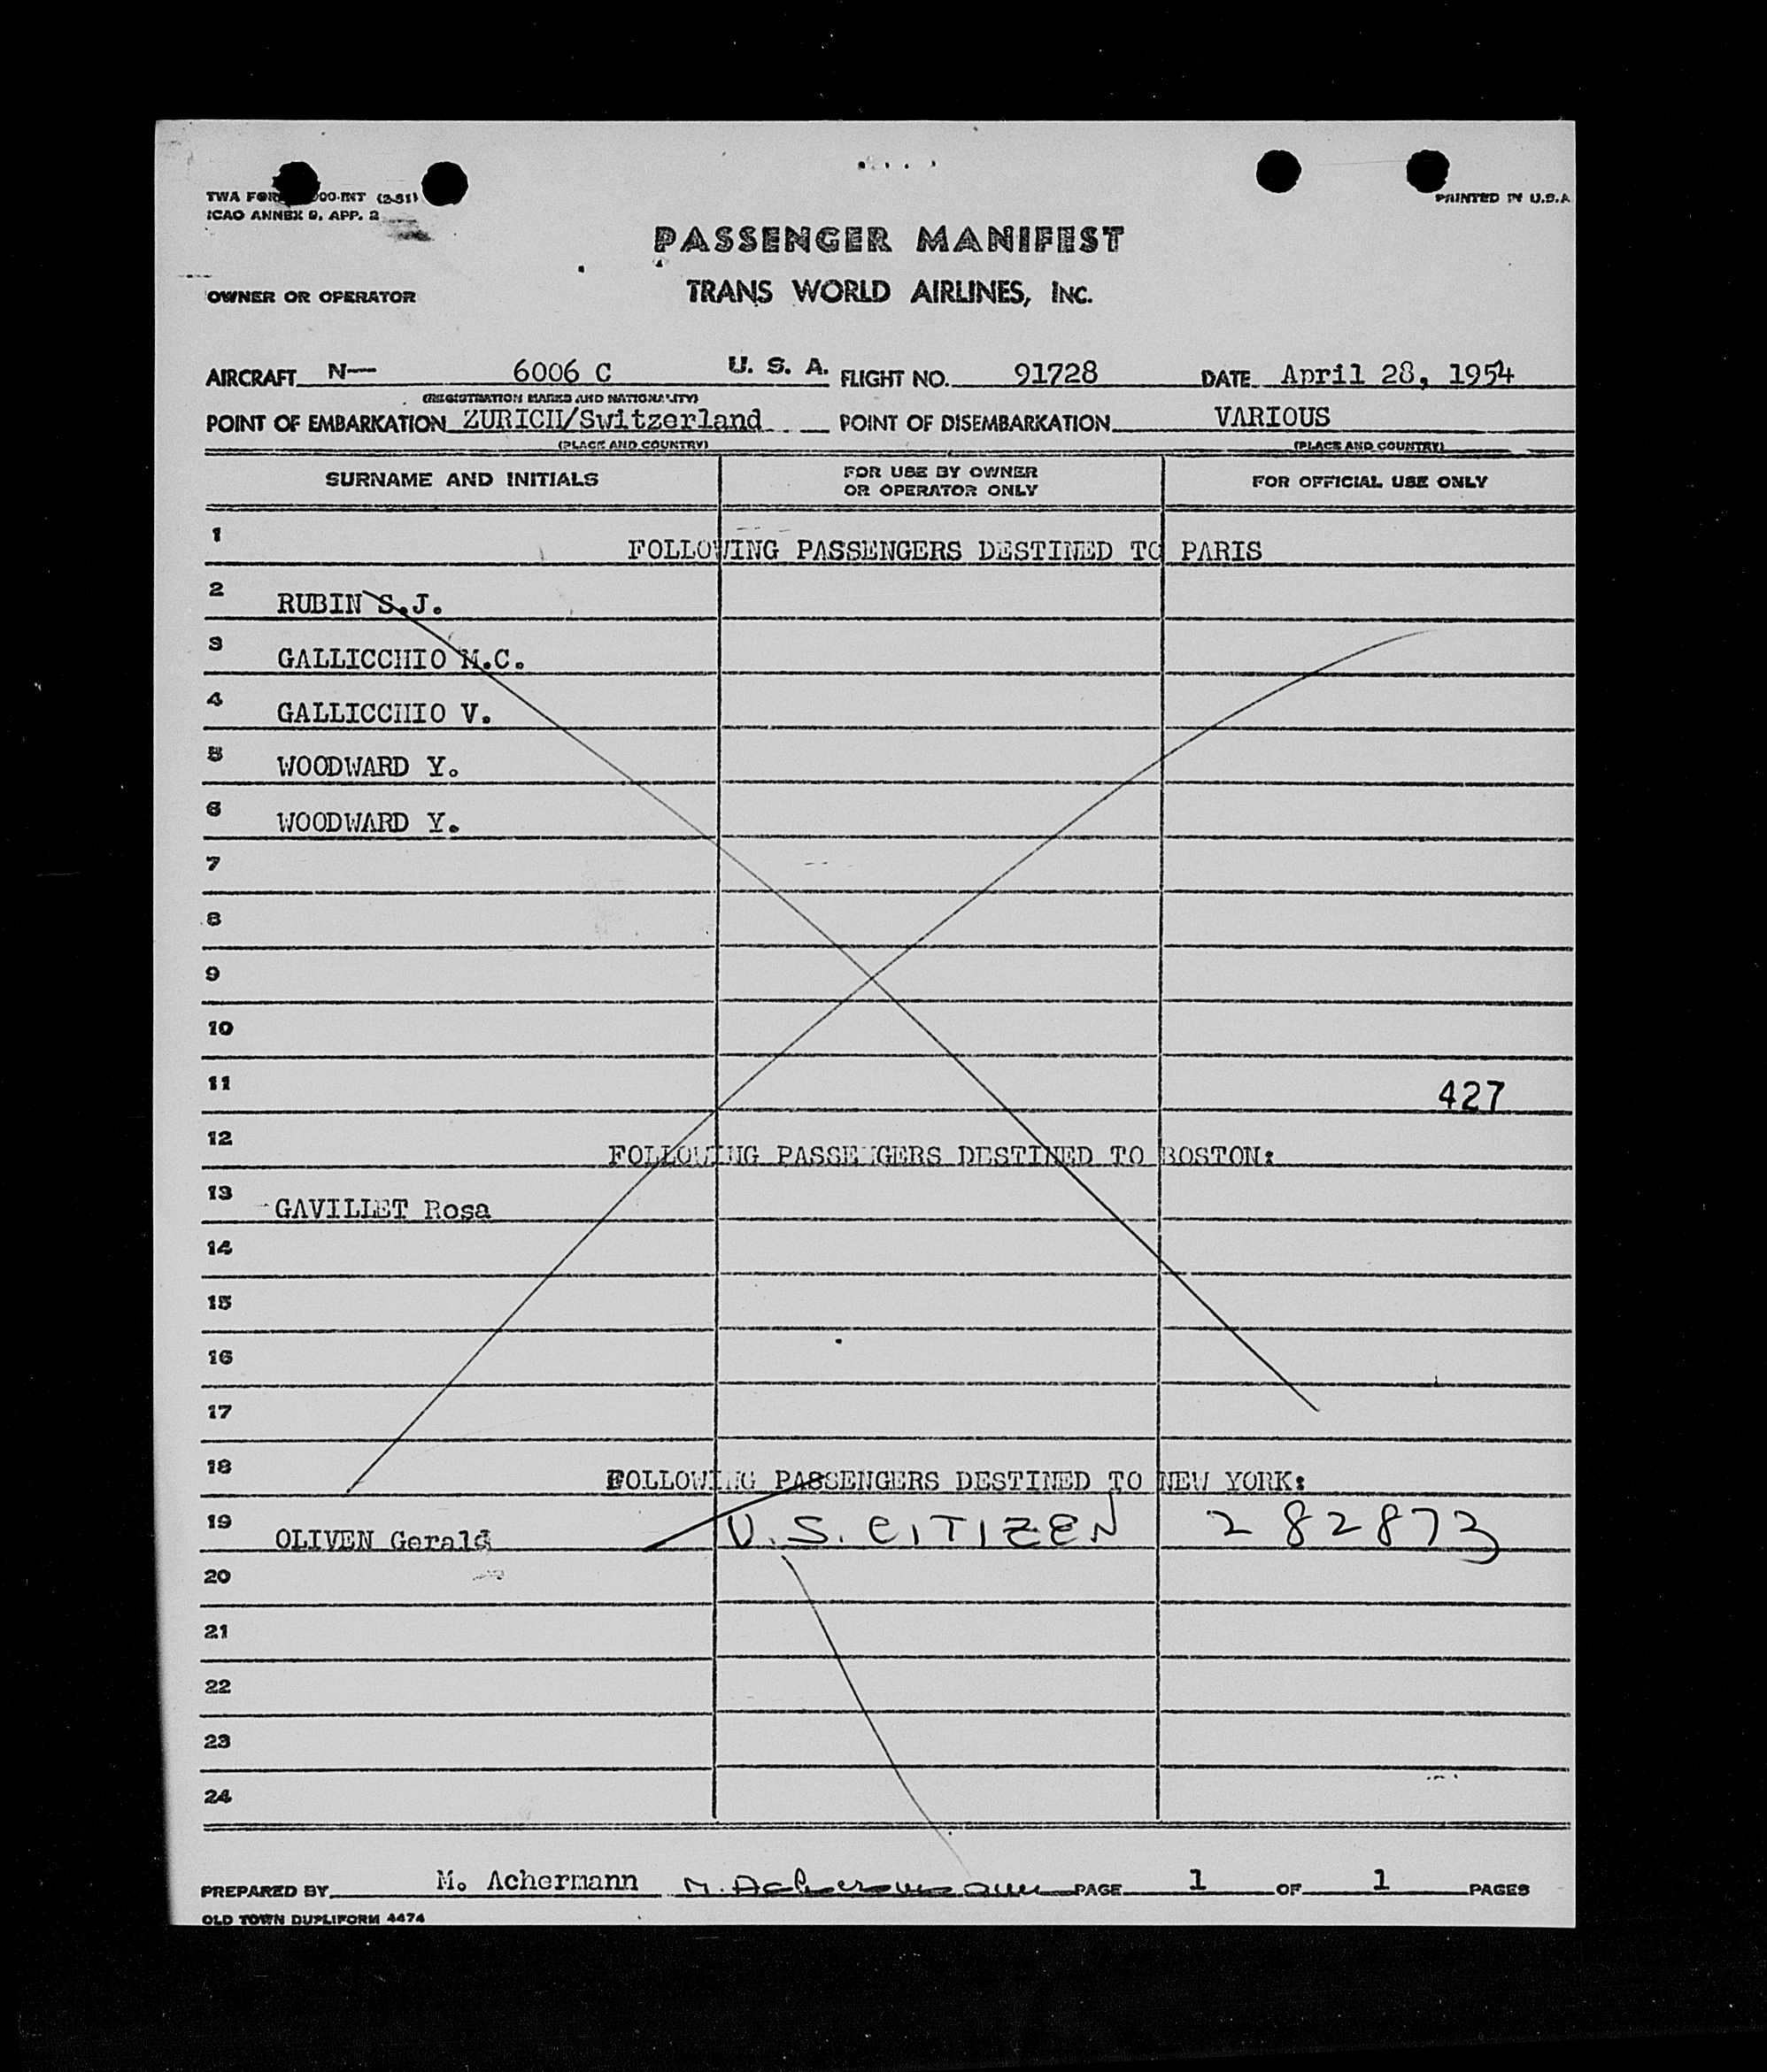 TWA FOR 00-INT (2-51)
ICAO ANNEX 9, APP. 2
PRINTED IN U.S.A
PASSENGER MANIFEST
OWNER OR OPERATOR
TRANS WORLD AIRLINES, INC.
AIRCRAFT N— 6006 C U. S. A. FLIGHT NO. 91728 DATE April 28, 1954
(REGISTRATION MARKS AND NATIONALITY)
POINT OF EMBARKATION ZURICH/Switzerland POINT OF DISEMBARKATION VARIOUS
(PLACE AND COUNTRY) (PLACE AND COUNTRY)
SURNAME AND INITIALS FOR USE BY OWNER OR OPERATOR ONLY FOR OFFICIAL USE ONLY
1 FOLLOWING PASSENGERS DESTINED TO PARIS
2 RUBIN S.J.
3 GALLICCHIO M.C.
4 GALLICCHIO V.
5 WOODWARD Y.
6 WOODWARD Y.
7
8
9
10
11 427
12 FOLLOWING PASSENGERS DESTINED TO BOSTON:
13 GAVILLET Rosa
14
15
16
17
18 FOLLOWING PASSENGERS DESTINED TO NEW YORK:
19 OLIVEN Gerald U.S. CITIZEN 282873
20
21
22
23
24
PREPARED BY M. Achermann M. Achermann PAGE 1 OF 1 PAGES
OLD TOWN DUPLIFORM 4474